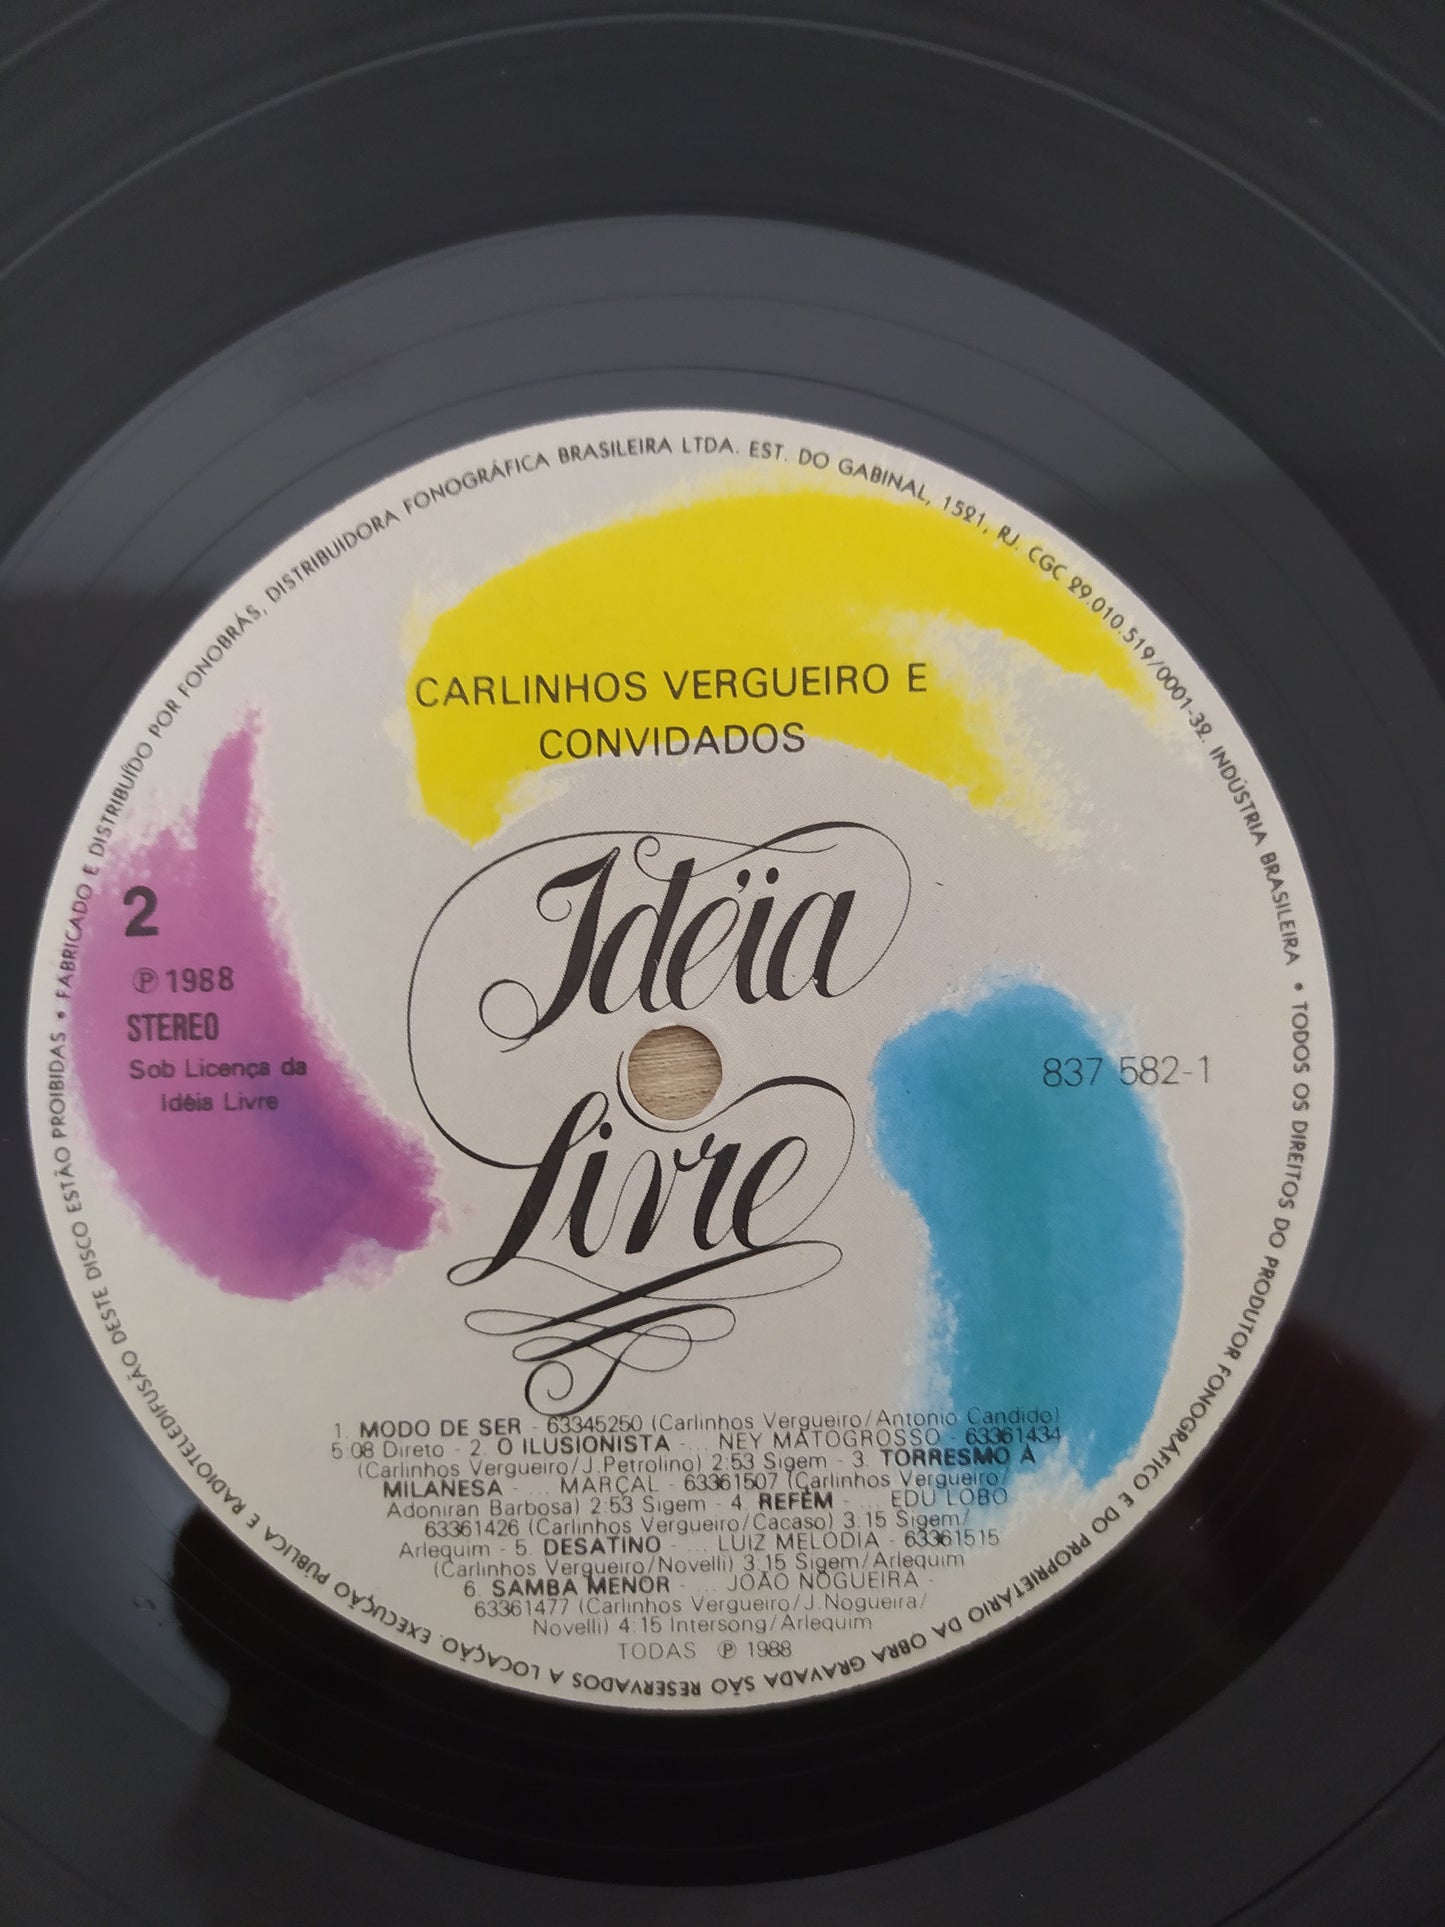 • FABRICADO E DISTRIBUÍDO POR FONOBRÁS, DISTRIBUIDORA FONOGRÁFICA BRASILEIRA LTDA. EST. DO GABINAL, 1521, RJ. CGC 29.010.519/0001-32. INDÚSTRIA BRASILEIRA • TODOS OS DIREITOS DO PRODUTOR FONOGRÁFICO E DO PROPRIETÁRIO DA OBRA GRAVADA SÃO RESERVADOS A LOCAÇÃO. EXECUÇÃO PÚBLICA E RADIOTELEDIFUSÃO DESTE DISCO ESTÃO PROIBIDAS
CARLINHOS VERGUEIRO E
CONVIDADOS
Idéia
Livre
2
Ⓟ 1988
STEREO
Sob Licença da
Idéia Livre
837 582-1
1. MODO DE SER - 63345250 (Carlinhos Vergueiro/Antonio Candido)
5:08 Direto - 2. O ILUSIONISTA - ... NEY MATOGROSSO - 63361434
(Carlinhos Vergueiro/J.Petrolino) 2:53 Sigem - 3. TORRESMO À
MILANESA - ... MARÇAL - 63361507 (Carlinhos Vergueiro/
Adoniran Barbosa) 2:53 Sigem - 4. REFÉM - ... EDU LOBO
63361426 (Carlinhos Vergueiro/Cacaso) 3:15 Sigem/
Arlequim - 5. DESATINO - ... LUIZ MELODIA - 63361515
(Carlinhos Vergueiro/Novelli) 3:15 Sigem/Arlequim
6. SAMBA MENOR - ... JOÃO NOGUEIRA -
63361477 (Carlinhos Vergueiro/J.Nogueira/
Novelli) 4:15 Intersong/Arlequim
TODAS Ⓟ 1988